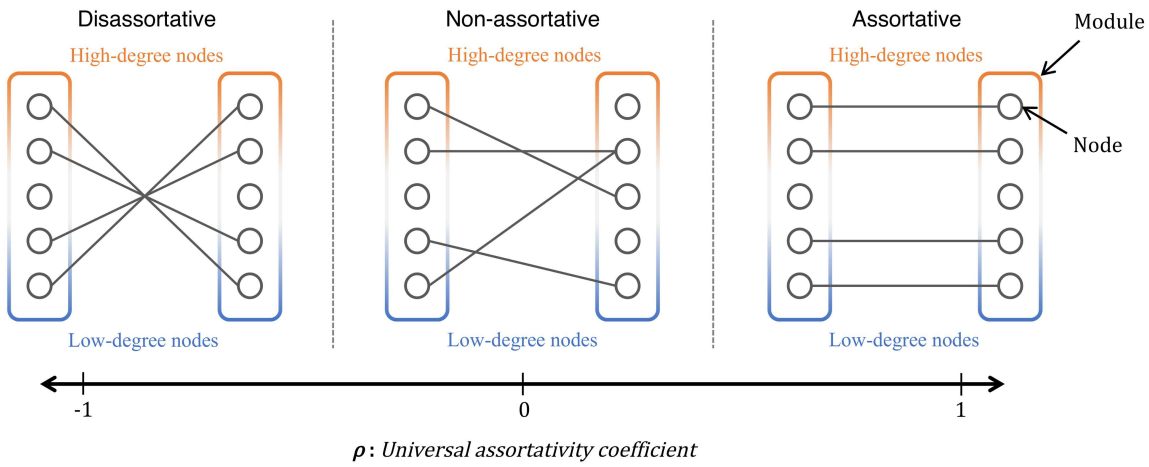 Disassortative
Non-assortative
Assortative
Module
High-degree nodes
High-degree nodes
High-degree nodes
Node
Low-degree nodes
Low-degree nodes
Low-degree nodes
-1
0
1
ρ : Universal assortativity coefficient